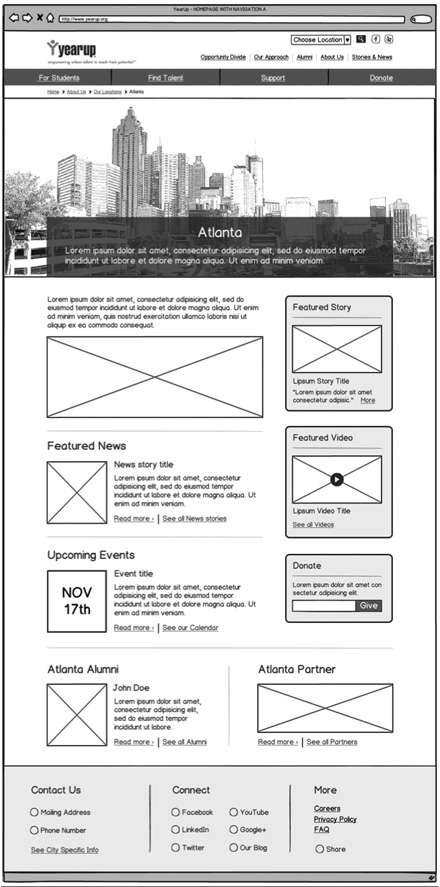 YearUp - HOMEPAGE WITH NAVIGATION A
http://www.yearup.org
yearup
empowering urban talent to reach their potential
Choose Location
Opportunity Divide | Our Approach | Alumni | About Us | Stories & News
For Students
Find Talent
Support
Donate
Home > About Us > Our Locations > Atlanta
Atlanta
Lorem ipsum dolor sit amet, consectetur adipisicing elit, sed do eiusmod tempor
incididunt ut labore et dolore magna aliqua. Ut enim ad minim veniam, quis nostrud.
Lorem ipsum dolor sit amet, consectetur adipisicing elit, sed do
eiusmod tempor incididunt ut labore et dolore magna aliqua. Ut enim
ad minim veniam, quis nostrud exercitation ullamco laboris nisi ut
aliquip ex ea commodo consequat.
Featured News
News story title
Lorem ipsum dolor sit amet, consectetur
adipisicing elit, sed do eiusmod tempor
incididunt ut labore et dolore magna aliqua. Ut
enim ad minim veniam.
Read more > | See all News stories
Upcoming Events
NOV
17th
Event title
Lorem ipsum dolor sit amet, consectetur
adipisicing elit, sed do eiusmod tempor
incididunt ut labore et dolore magna aliqua. Ut
enim ad minim veniam.
Read more > | See our Calendar
Featured Story
Lipsum Story Title
"Lorem ipsum dolor sit amet
consectetur adipisic." More
Featured Video
Lipsum Video Title
See all Videos
Donate
Lorem ipsum dolor sit amet con
sectetur adipisicing elit.
Give
Atlanta Alumni
John Doe
Lorem ipsum dolor sit amet,
consectetur adipisicing elit, sed
do eiusmod tempor
incididunt ut labore.
Read more > | See all Alumni
Atlanta Partner
Read more > | See all Partners
Contact Us
Mailing Address
Phone Number
See City Specific Info
Connect
Facebook
YouTube
LinkedIn
Google+
Twitter
Our Blog
More
Careers
Privacy Policy
FAQ
Share